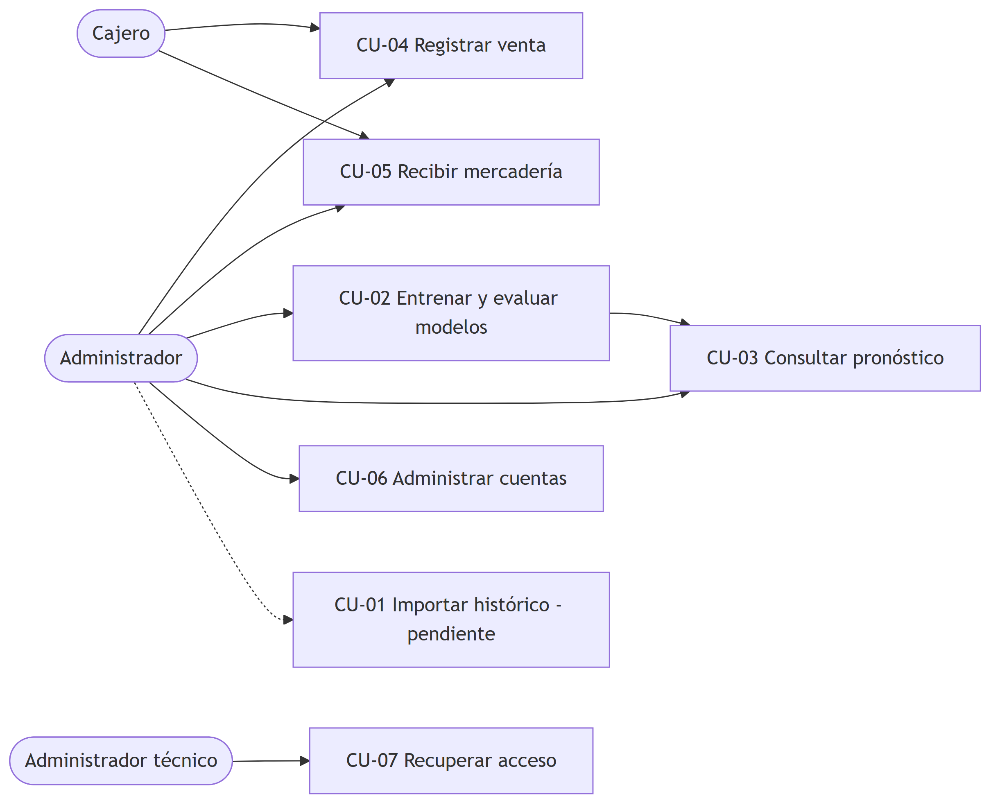 Cajero
CU-04 Registrar venta
CU-05 Recibir mercadería
CU-02 Entrenar y evaluar
modelos
Administrador
CU-03 Consultar pronóstico
CU-06 Administrar cuentas
CU-01 Importar histórico -
pendiente
Administrador técnico
CU-07 Recuperar acceso